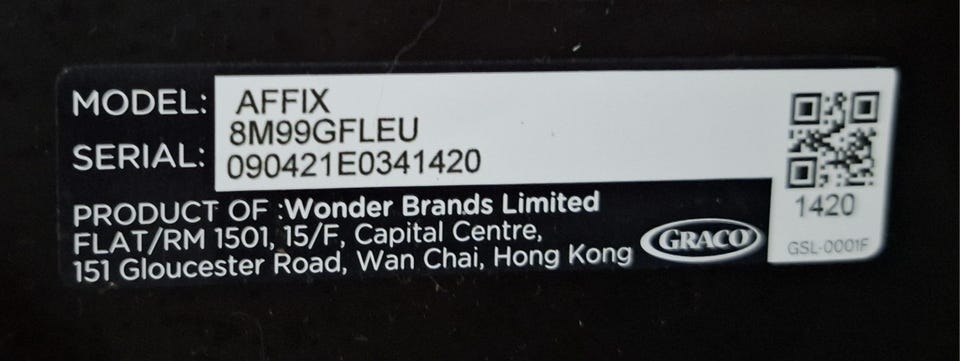 MODEL: AFFIX
8M99GFLEU
SERIAL: 090421E0341420
PRODUCT OF :Wonder Brands Limited
FLAT/RM 1501, 15/F, Capital Centre,
151 Gloucester Road, Wan Chai, Hong Kong
GRACO
1420
GSL-0001F